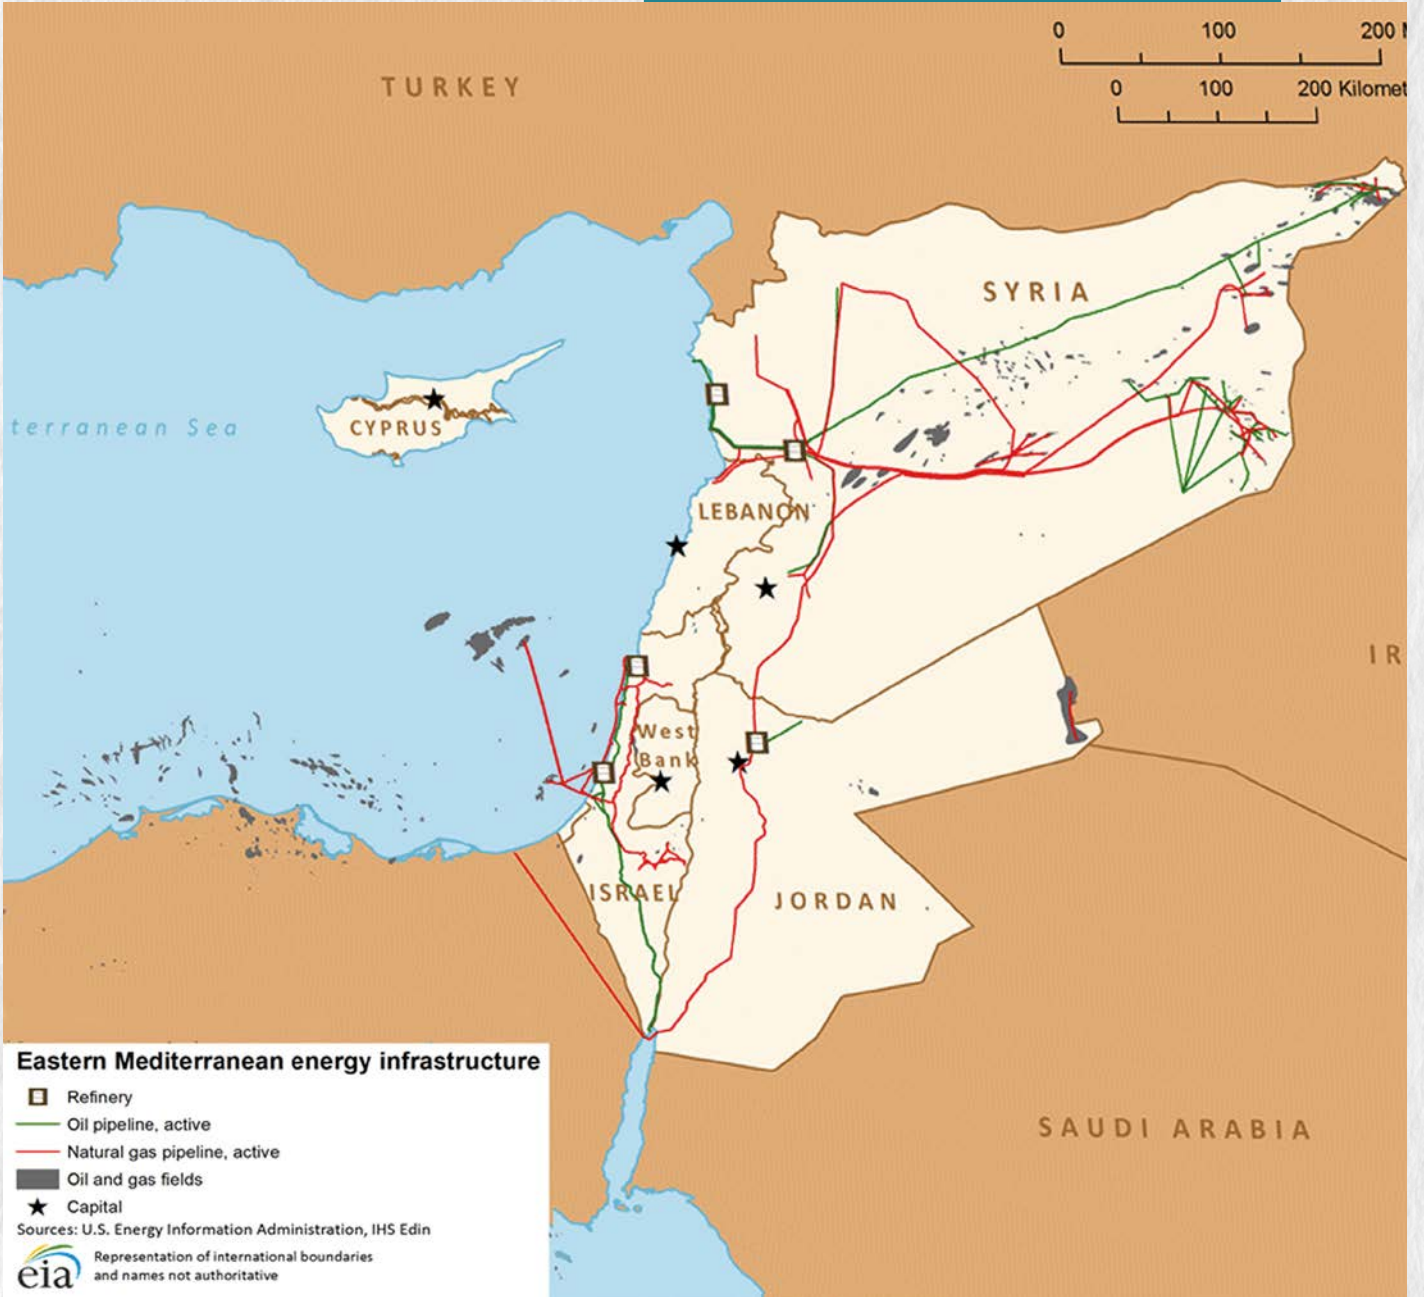 0 100 200
0 100 200 Kilomet
TURKEY
SYRIA
terranean Sea
CYPRUS
LEBANON
IR
West
Bank
ISRAEL
JORDAN
SAUDI ARABIA
Eastern Mediterranean energy infrastructure
Refinery
Oil pipeline, active
Natural gas pipeline, active
Oil and gas fields
Capital
Sources: U.S. Energy Information Administration, IHS Edin
eia
Representation of international boundaries
and names not authoritative